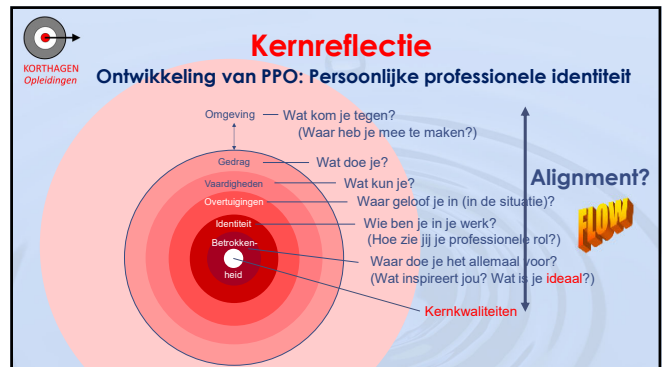 Kernreflectie
KORTHAGEN
Opleidingen
Ontwikkeling van PPO: Persoonlijke professionele identiteit
Omgeving
Wat kom je tegen?
(Waar heb je mee te maken?)
Gedrag
Wat doe je?
Vaardigheden
Wat kun je?
Alignment?
Overtuigingen
Waar geloof je in (in de situatie)?
FLOW
Identiteit
Wie ben je in je werk?
(Hoe zie jij je professionele rol?)
Betrokken-
heid
Waar doe je het allemaal voor?
(Wat inspireert jou? Wat is je ideaal?)
Kernkwaliteiten